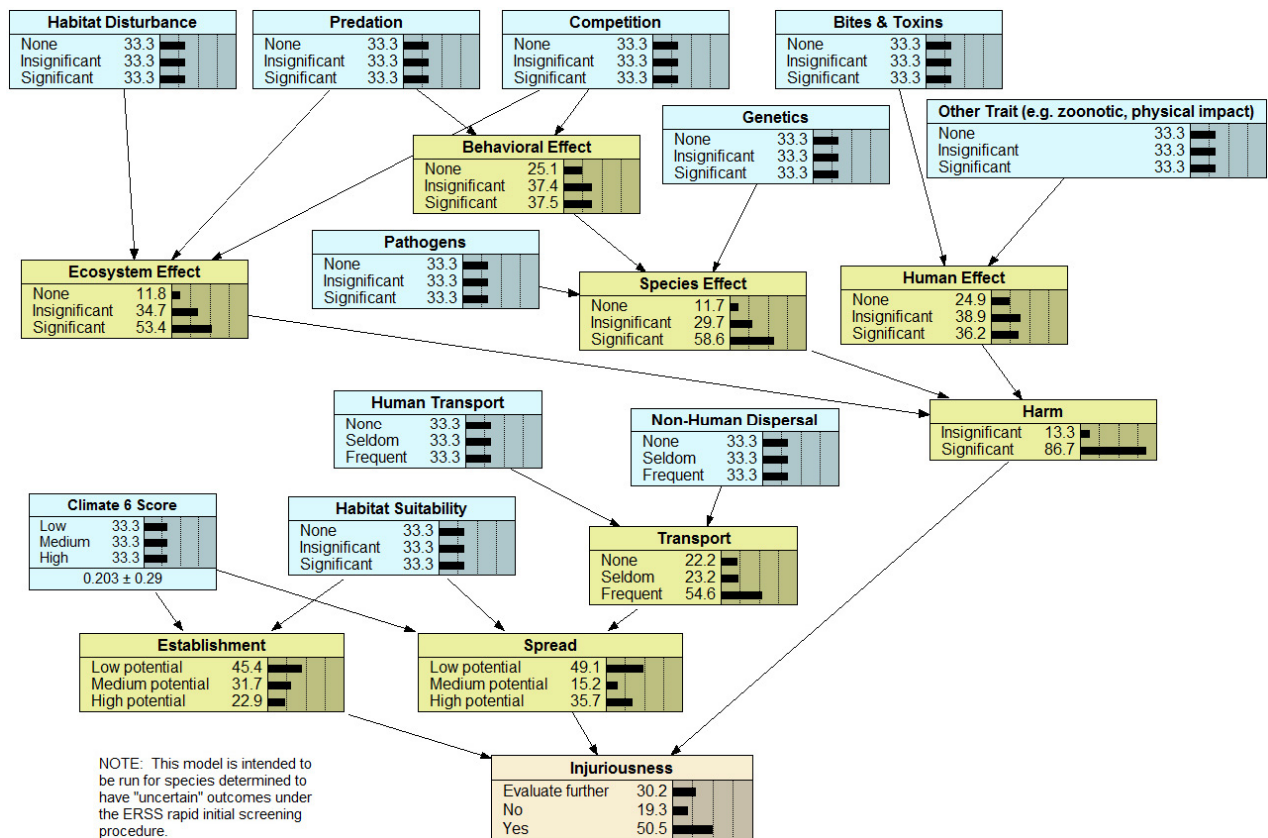 Habitat Disturbance
None 33.3
Insignificant 33.3
Significant 33.3
Predation
None 33.3
Insignificant 33.3
Significant 33.3
Competition
None 33.3
Insignificant 33.3
Significant 33.3
Bites & Toxins
None 33.3
Insignificant 33.3
Significant 33.3
Genetics
None 33.3
Insignificant 33.3
Significant 33.3
Other Trait (e.g. zoonotic, physical impact)
None 33.3
Insignificant 33.3
Significant 33.3
Behavioral Effect
None 25.1
Insignificant 37.4
Significant 37.5
Pathogens
None 33.3
Insignificant 33.3
Significant 33.3
Ecosystem Effect
None 11.8
Insignificant 34.7
Significant 53.4
Species Effect
None 11.7
Insignificant 29.7
Significant 58.6
Human Effect
None 24.9
Insignificant 38.9
Significant 36.2
Human Transport
None 33.3
Seldom 33.3
Frequent 33.3
Non-Human Dispersal
None 33.3
Seldom 33.3
Frequent 33.3
Harm
Insignificant 13.3
Significant 86.7
Climate 6 Score
Low 33.3
Medium 33.3
High 33.3
0.203 ± 0.29
Habitat Suitability
None 33.3
Insignificant 33.3
Significant 33.3
Transport
None 22.2
Seldom 23.2
Frequent 54.6
Establishment
Low potential 45.4
Medium potential 31.7
High potential 22.9
Spread
Low potential 49.1
Medium potential 15.2
High potential 35.7
NOTE: This model is intended to
be run for species determined to
have "uncertain" outcomes under
the ERSS rapid initial screening
procedure.
Injuriousness
Evaluate further 30.2
No 19.3
Yes 50.5